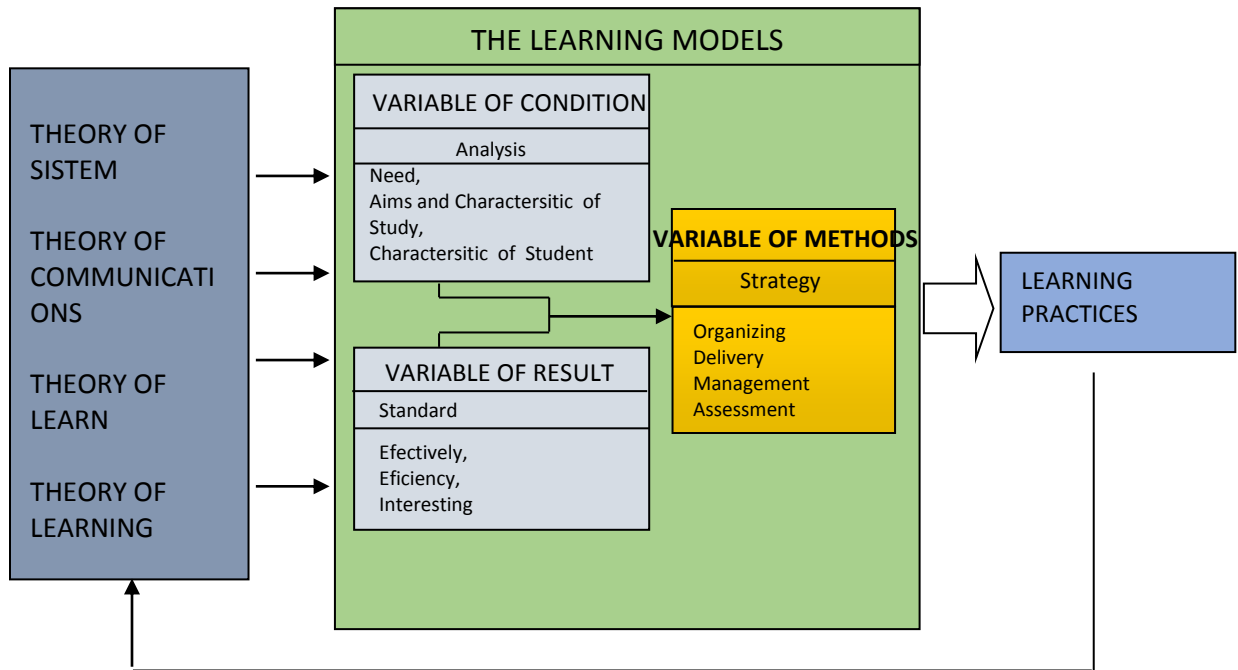 THE LEARNING MODELS
THEORY OF
SISTEM
THEORY OF
COMMUNICATI
ONS
THEORY OF
LEARN
THEORY OF
LEARNING
VARIABLE OF CONDITION
Analysis
Need,
Aims and Charactersitic of
Study,
Charactersitic of Student
VARIABLE OF RESULT
Standard
Efectively,
Eficiency,
Interesting
VARIABLE OF METHODS
Strategy
Organizing
Delivery
Management
Assessment
LEARNING
PRACTICES